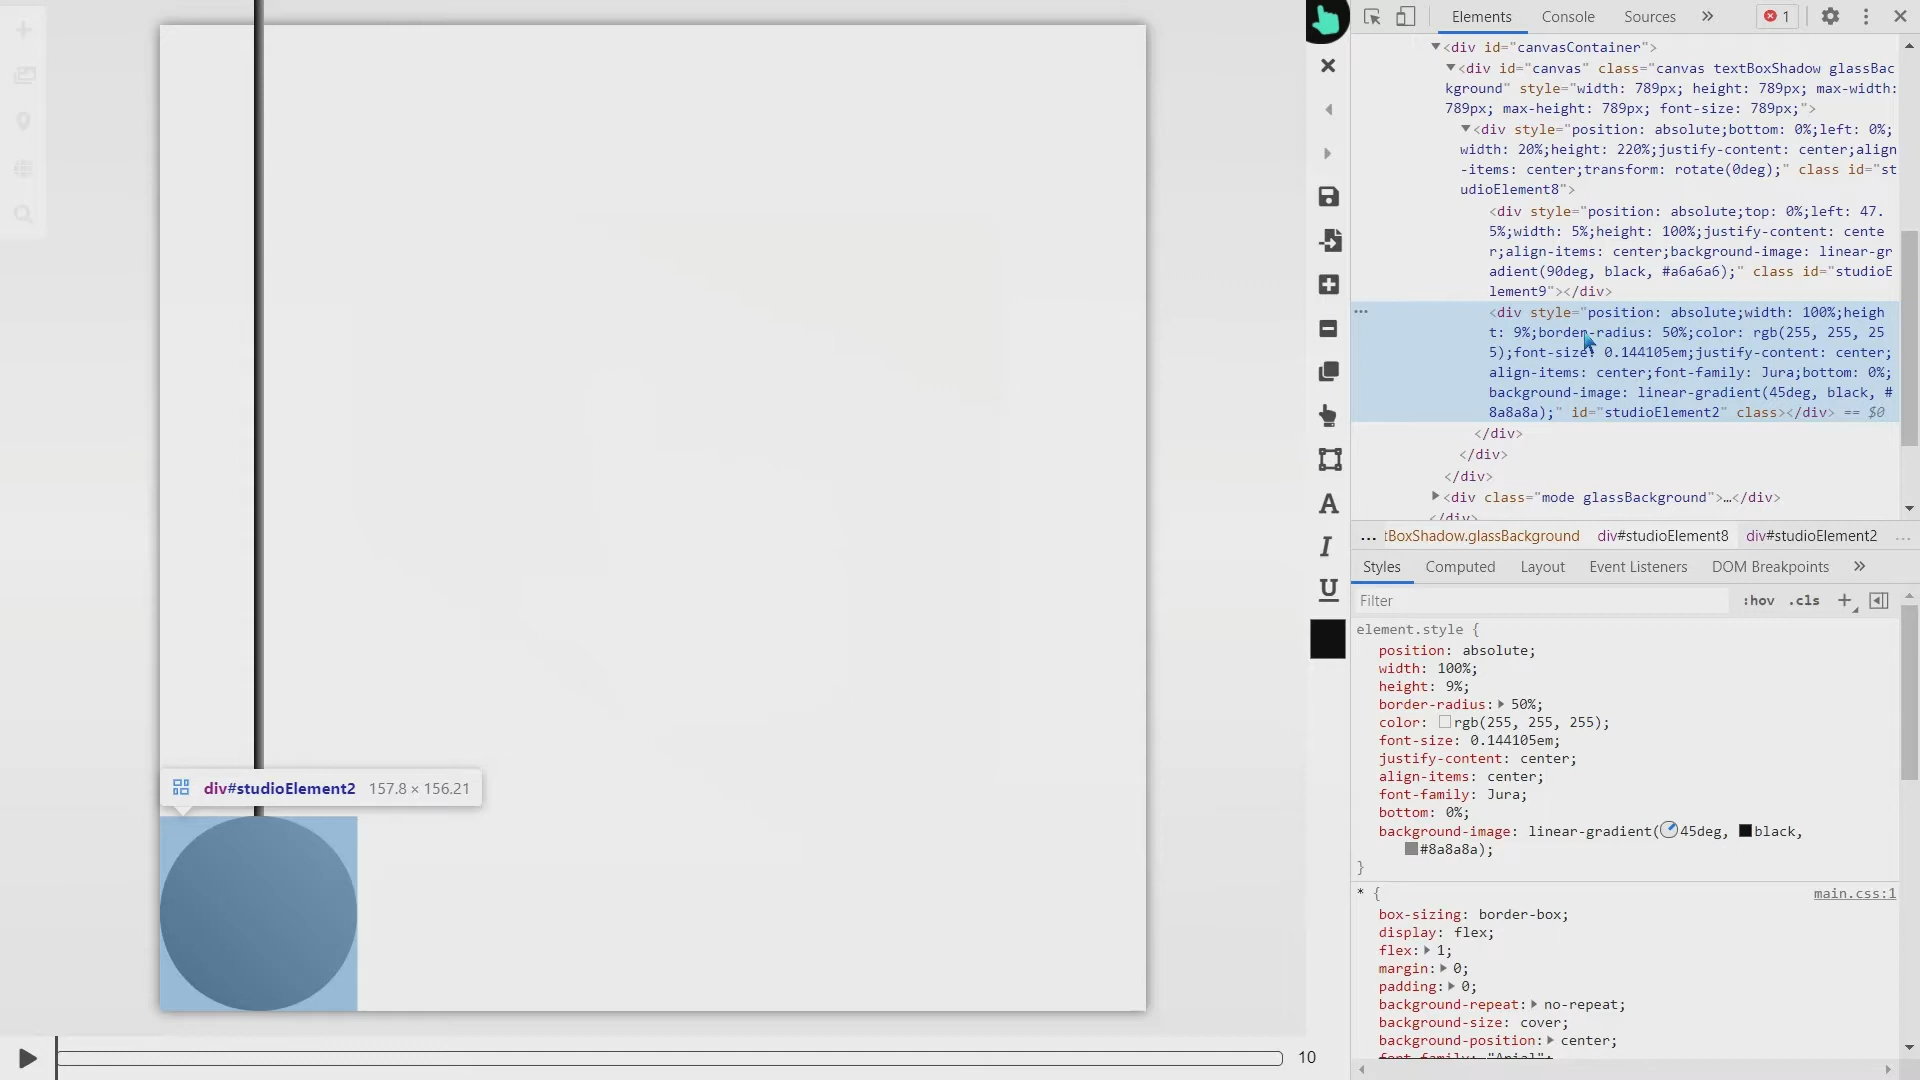 Elements
Console
Sources
»
1
<div id="canvasContainer">
<div id="canvas" class="canvas textBoxShadow glassBac
kground" style="width: 789px; height: 789px; max-width:
789px; max-height: 789px; font-size: 789px;">
<div style="position: absolute;bottom: 0%;left: 0%;
width: 20%;height: 220%;justify-content: center;align
-items: center;transform: rotate(0deg);" class id="st
udioElement8">
<div style="position: absolute;top: 0%;left: 47.
5%;width: 5%;height: 100%;justify-content: cente
r;align-items: center;background-image: linear-gr
adient(90deg, black, #a6a6a6);" class id="studioE
lement9"></div>
<div style="position: absolute;width: 100%;heigh
t: 9%;border-radius: 50%;color: rgb(255, 255, 25
5);font-size: 0.144105em;justify-content: center;
align-items: center;font-family: Jura;bottom: 0%;
background-image: linear-gradient(45deg, black, #
8a8a8a);" id="studioElement2" class></div> == $0
</div>
</div>
</div>
<div class="mode glassBackground">…</div>
</div>
... tBoxShadow.glassBackground
div#studioElement8
div#studioElement2
...
Styles
Computed
Layout
Event Listeners
DOM Breakpoints
»
Filter
:hov
.cls
+
element.style {
position: absolute;
width: 100%;
height: 9%;
border-radius: 50%;
color: rgb(255, 255, 255);
font-size: 0.144105em;
justify-content: center;
align-items: center;
font-family: Jura;
bottom: 0%;
background-image: linear-gradient(45deg, black,
#8a8a8a);
}
* {
main.css:1
box-sizing: border-box;
display: flex;
flex: 1;
margin: 0;
padding: 0;
background-repeat: no-repeat;
background-size: cover;
background-position: center;
font-family: "Arial";
A
I
U
div#studioElement2 157.8 × 156.21
10